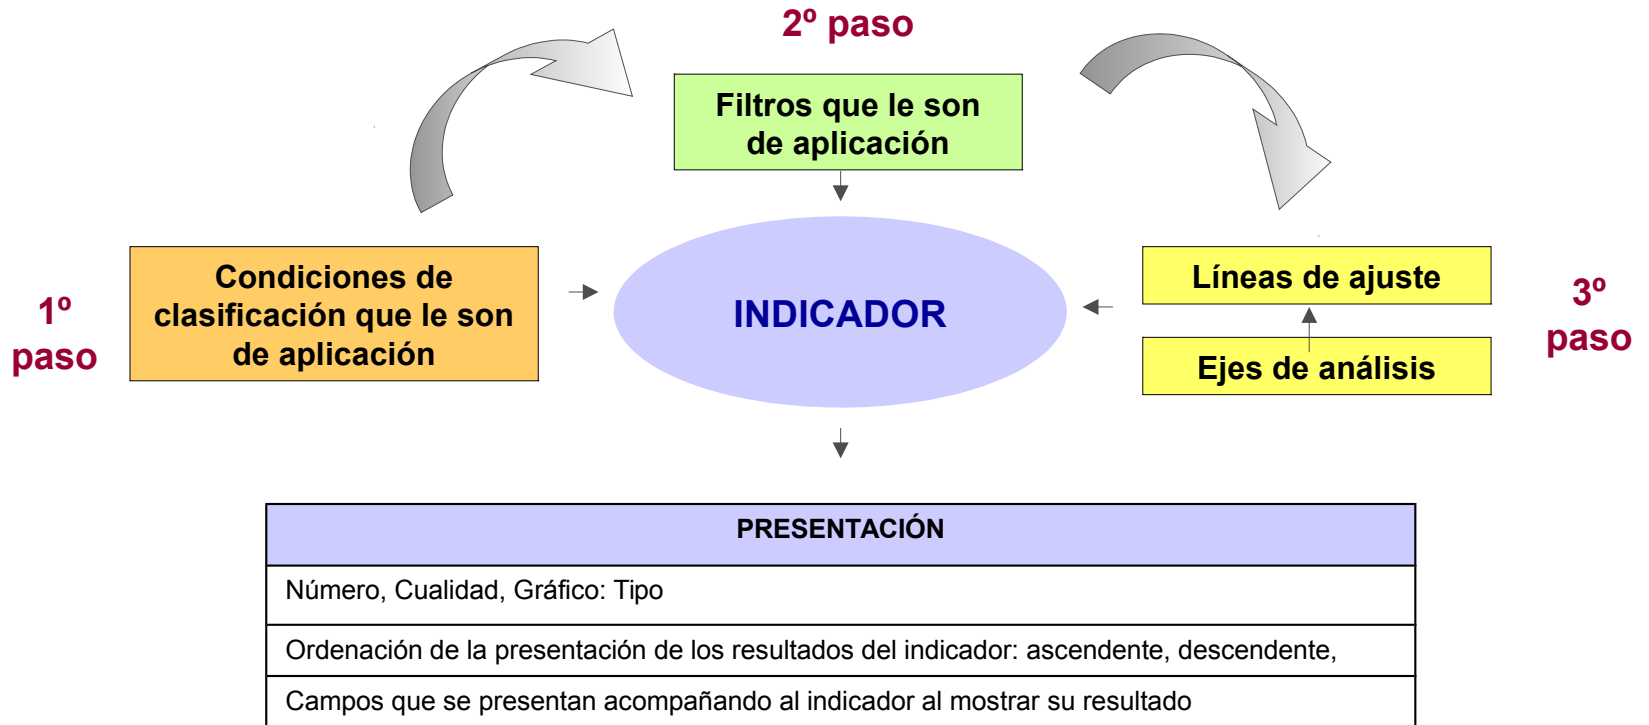 2º paso
Filtros que le son
de aplicación
1º
paso
Condiciones de
clasificación que le son
de aplicación
INDICADOR
Líneas de ajuste
Ejes de análisis
3º
paso
PRESENTACIÓN
Número, Cualidad, Gráfico: Tipo
Ordenación de la presentación de los resultados del indicador: ascendente, descendente,
Campos que se presentan acompañando al indicador al mostrar su resultado